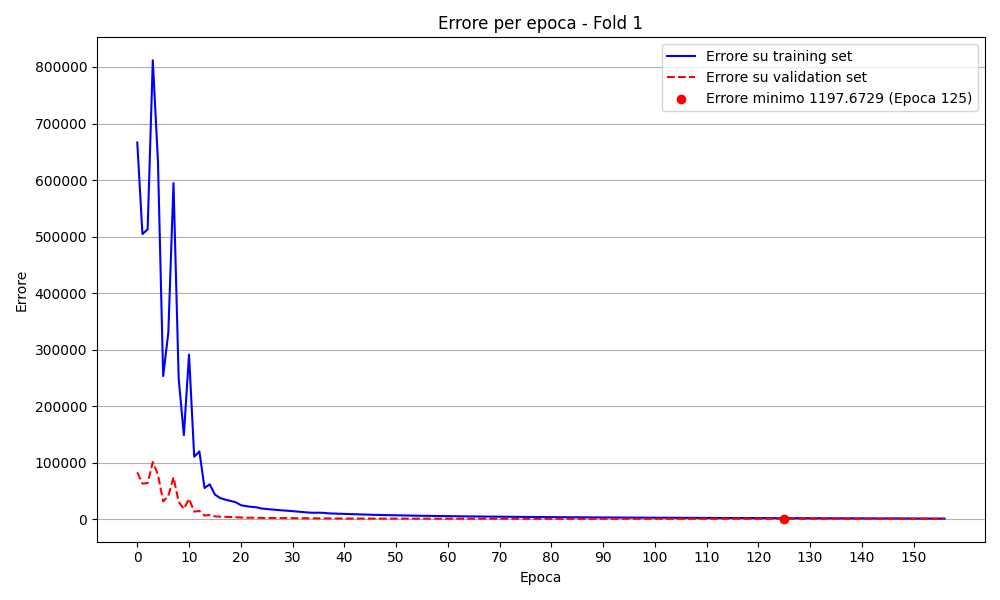 Errore per epoca - Fold 1
Errore su training set
Errore su validation set
Errore minimo 1197.6729 (Epoca 125)
800000
700000
600000
500000
400000
300000
200000
100000
0
Errore
0 10 20 30 40 50 60 70 80 90 100 110 120 130 140 150
Epoca